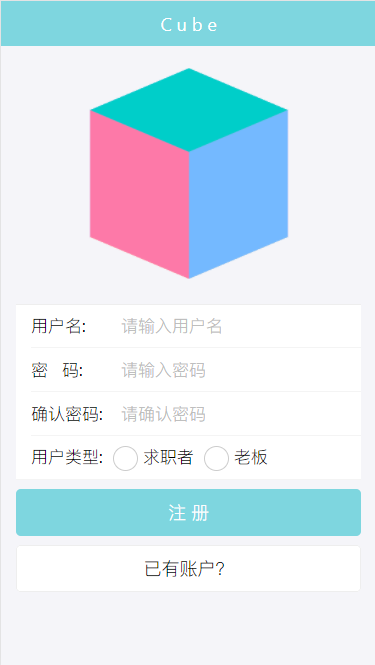 Cube
用户名: 请输入用户名
密 码: 请输入密码
确认密码: 请确认密码
用户类型: 求职者 老板
注 册
已有账户?